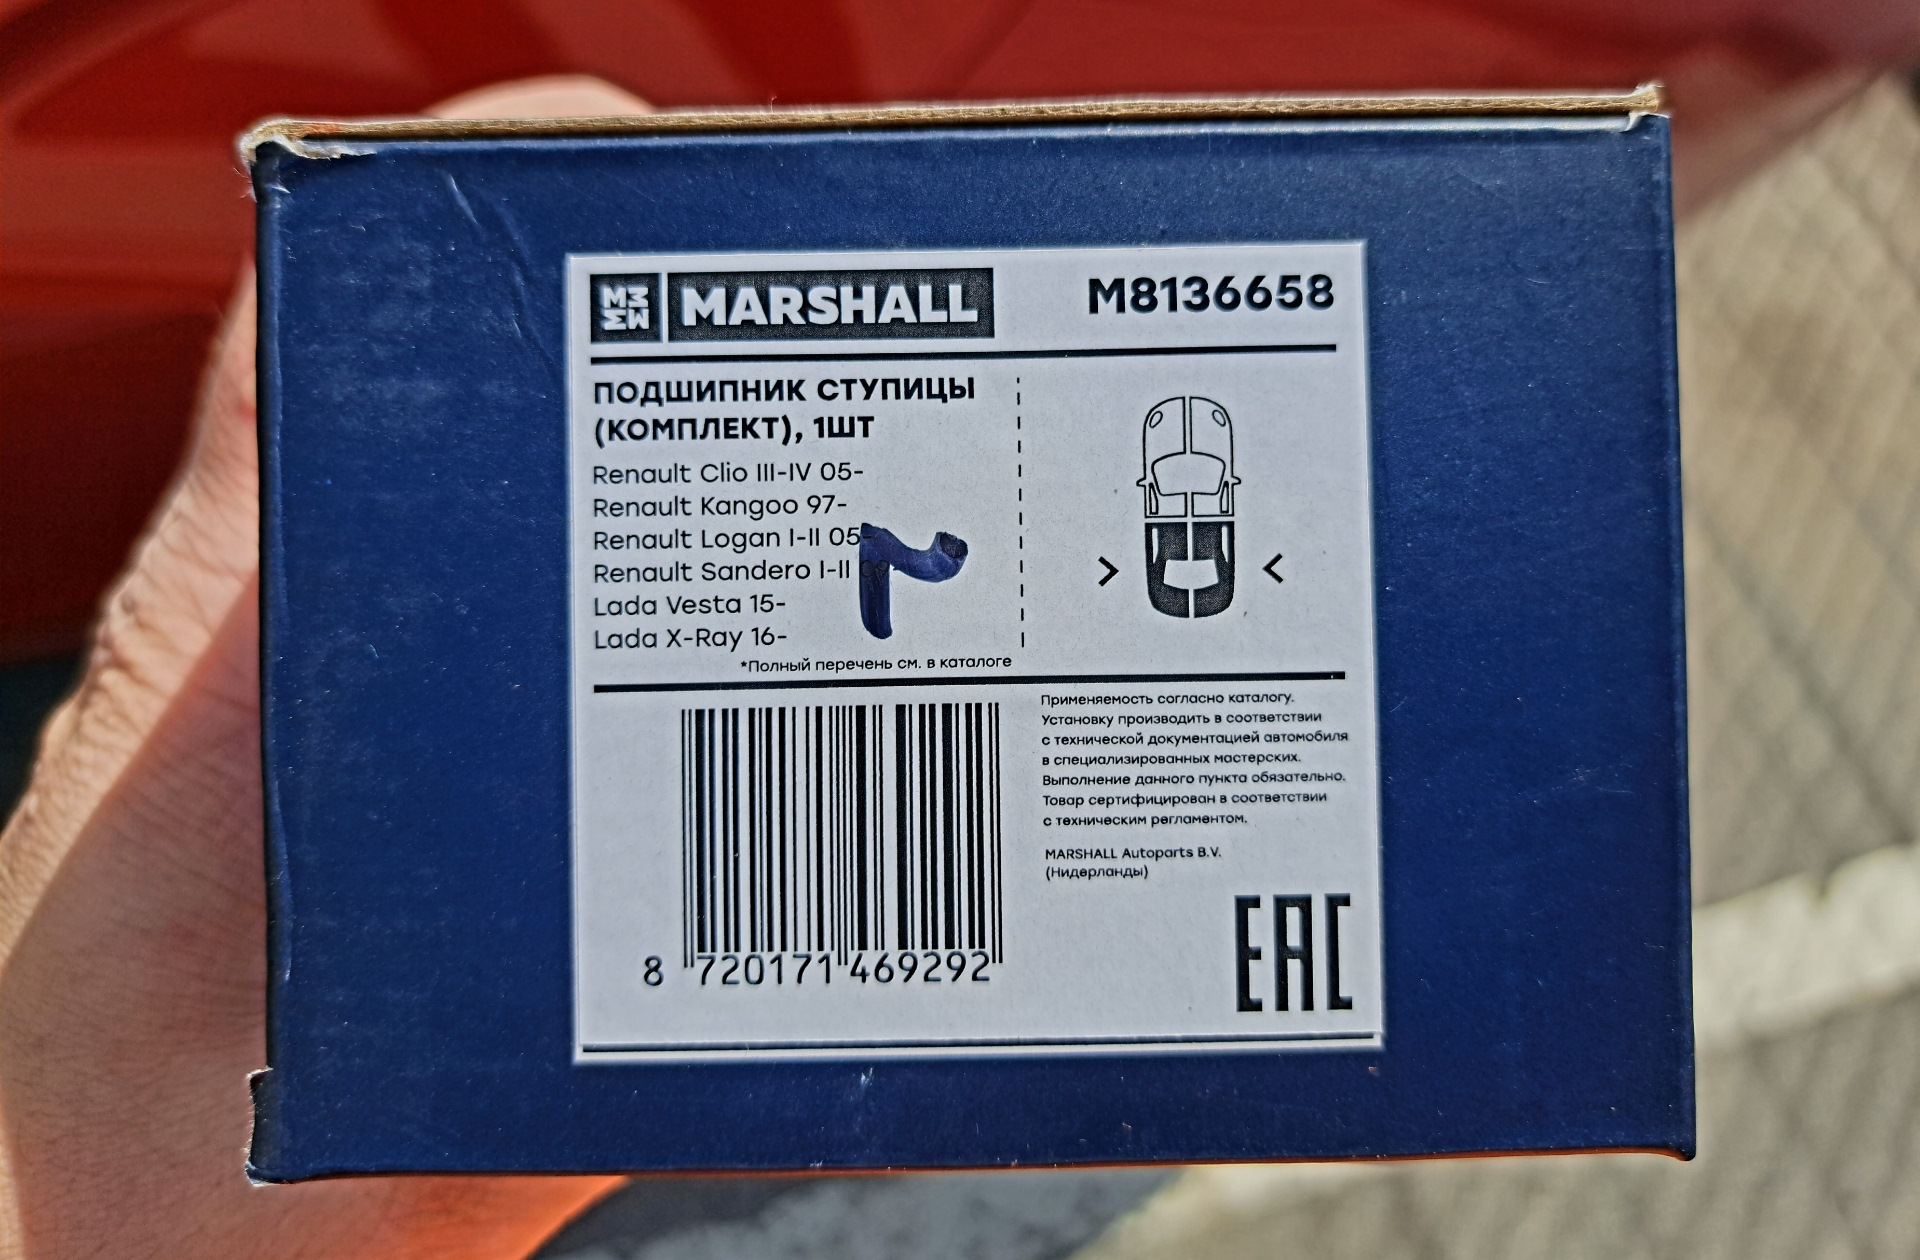 MARSHALL
M8136658
ПОДШИПНИК СТУПИЦЫ
(КОМПЛЕКТ), 1ШТ
Renault Clio III-IV 05-
Renault Kangoo 97-
Renault Logan I-II 05-
Renault Sandero I-II
Lada Vesta 15-
Lada X-Ray 16-
*Полный перечень см. в каталоге
> <
Применяемость согласно каталогу.
Установку производить в соответствии
с технической документацией автомобиля
в специализированных мастерских.
Выполнение данного пункта обязательно.
Товар сертифицирован в соответствии
с техническим регламентом.
MARSHALL Autoparts B.V.
(Нидерланды)
8 720171 469292
EAC